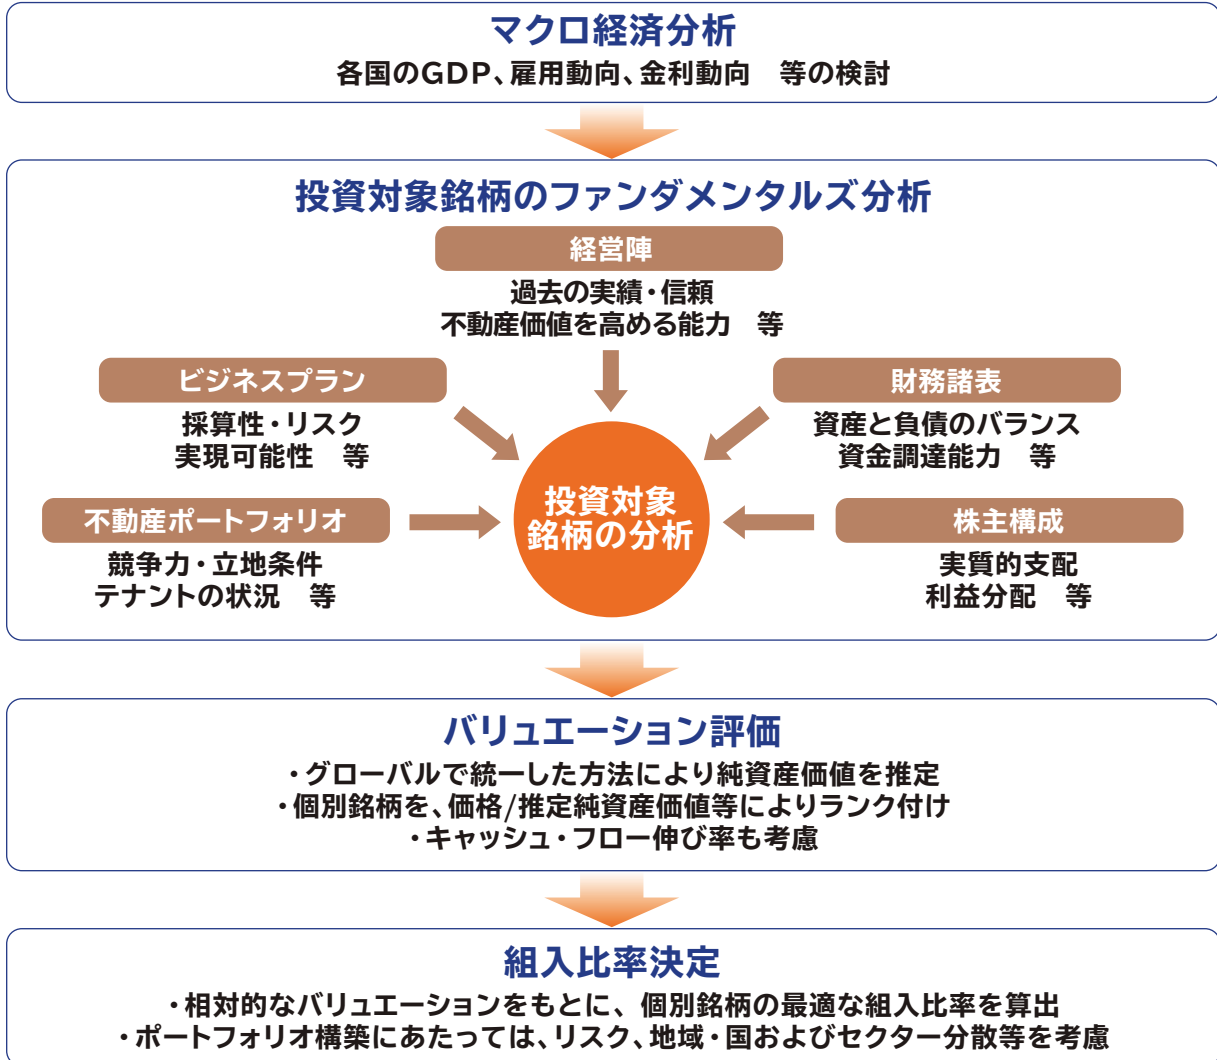 マクロ経済分析
各国のGDP、雇用動向、金利動向　等の検討
投資対象銘柄のファンダメンタルズ分析
経営陣
過去の実績・信頼
不動産価値を高める能力　等
ビジネスプラン
採算性・リスク
実現可能性　等
財務諸表
資産と負債のバランス
資金調達能力　等
不動産ポートフォリオ
競争力・立地条件
テナントの状況　等
投資対象
銘柄の分析
株主構成
実質的支配
利益分配　等
バリュエーション評価
・グローバルで統一した方法により純資産価値を推定
・個別銘柄を、価格/推定純資産価値等によりランク付け
・キャッシュ・フロー伸び率も考慮
組入比率決定
・相対的なバリュエーションをもとに、個別銘柄の最適な組入比率を算出
・ポートフォリオ構築にあたっては、リスク、地域・国およびセクター分散等を考慮